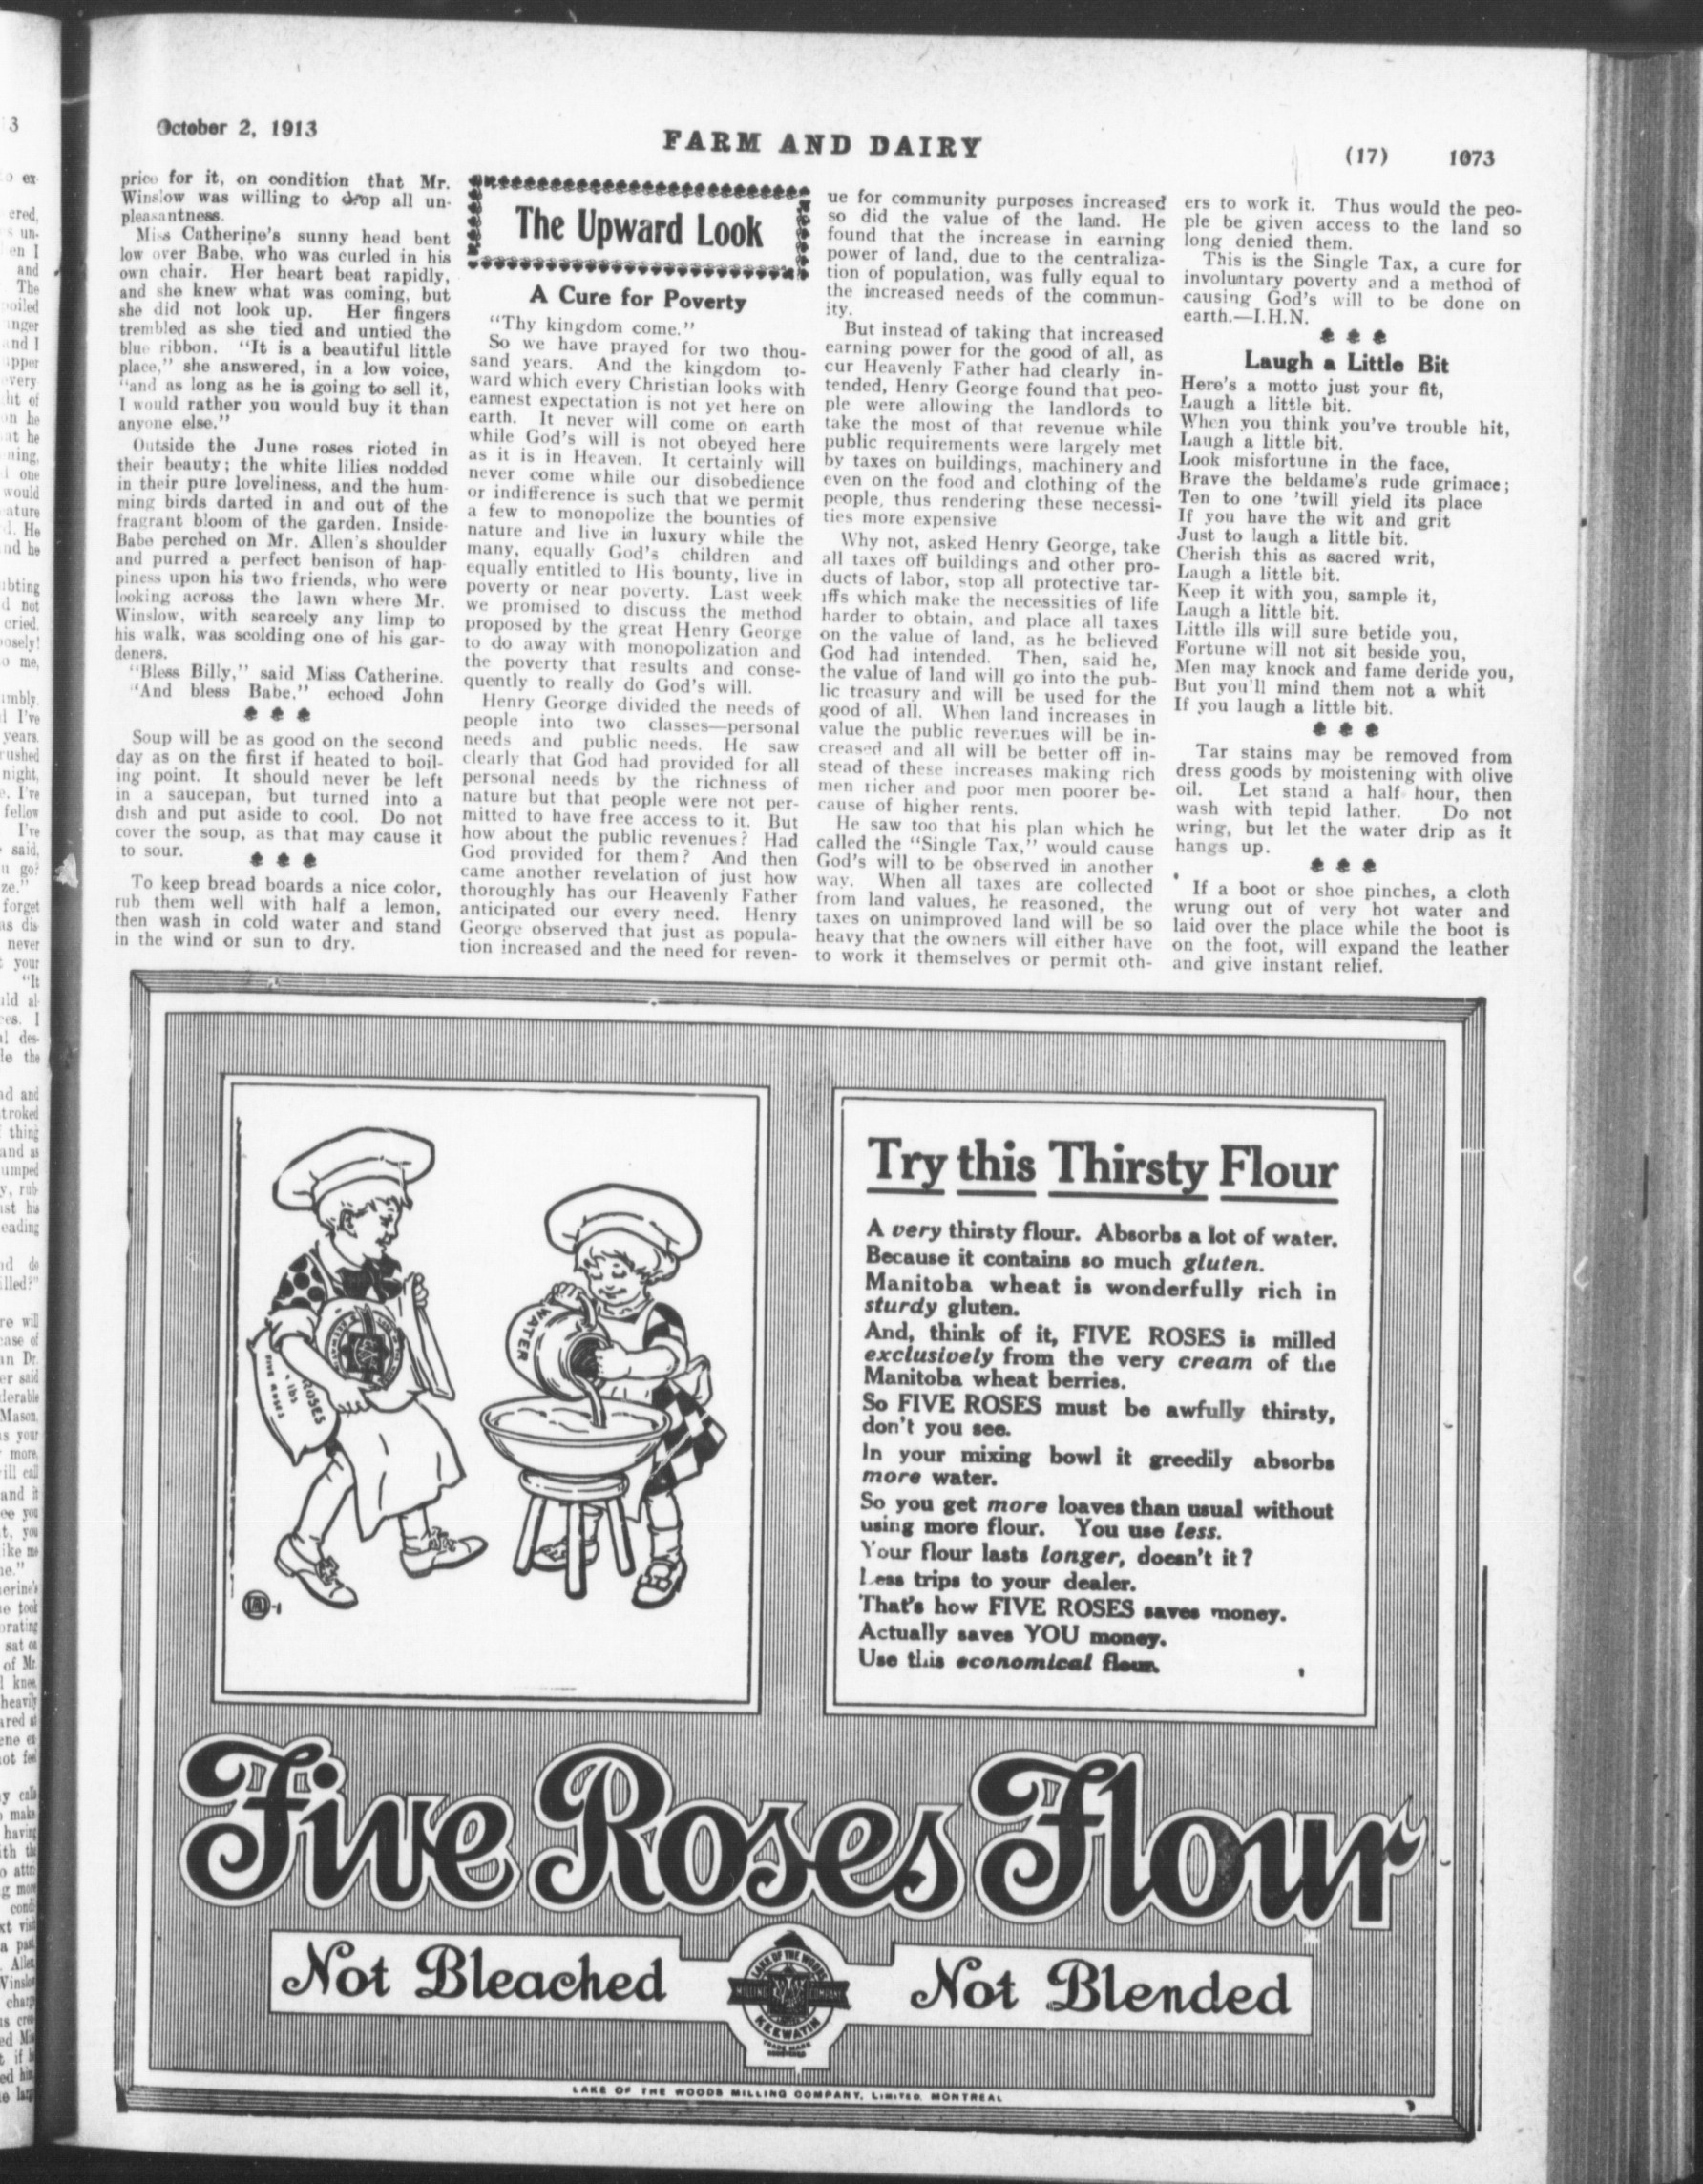 October 2, 1913
FARM AND DAIRY
(17) 1073
price for it, on condition that Mr.
Winslow was willing to drop all un-
pleasantness.
Miss Catherine's sunny head bent
low over Babe, who was curled in his
own chair. Her heart beat rapidly,
and she knew what was coming, but
she did not look up. Her fingers
trembled as she tied and untied the
blue ribbon. "It is a beautiful little
place," she answered, in a low voice,
"and as long as he is going to sell it,
I would rather you would buy it than
anyone else."
Outside the June roses rioted in
their beauty; the white lilies nodded
in their pure loveliness, and the hum-
ming birds darted in and out of the
fragrant bloom of the garden. Inside
Babe perched on Mr. Allen's shoulder
and purred a perfect benison of hap-
piness upon his two friends, who were
looking across the lawn where Mr.
Winslow, with scarcely any limp to
his walk, was scolding one of his gar-
deners.
"Bless Billy," said Miss Catherine.
"And bless Babe," echoed John
Soup will be as good on the second
day as on the first if heated to boil-
ing point. It should never be left
in a saucepan, but turned into a
dish and put aside to cool. Do not
cover the soup, as that may cause it
to sour.
To keep bread boards a nice color,
rub them well with half a lemon,
then wash in cold water and stand
in the wind or sun to dry.
The Upward Look
A Cure for Poverty
"Thy kingdom come."
So we have prayed for two thou-
sand years. And the kingdom to-
ward which every Christian looks with
earnest expectation is not yet here on
earth. It never will come on earth
while God's will is not obeyed here
as it is in Heaven. It certainly will
never come while our disobedience
or indifference is such that we permit
a few to monopolize the bounties of
nature and live in luxury while the
many, equally God's children and
equally entitled to His bounty, live in
poverty or near poverty. Last week
we promised to discuss the method
proposed by the great Henry George
to do away with monopolization and
the poverty that results and conse-
quently to really do God's will.
Henry George divided the needs of
people into two classes—personal
needs and public needs. He saw
clearly that God had provided for all
personal needs by the richness of
nature but that people were not per-
mitted to have free access to it. But
how about the public revenues? Had
God provided for them? And then
came another revelation of just how
thoroughly has our Heavenly Father
anticipated our every need. Henry
George observed that just as popula-
tion increased and the need for reven-
ue for community purposes increased
so did the value of the land. He
found that the increase in earning
power of land, due to the centraliza-
tion of population, was fully equal to
the increased needs of the commun-
ity.
But instead of taking that increased
earning power for the good of all, as
cur Heavenly Father had clearly in-
tended, Henry George found that peo-
ple were allowing the landlords to
take the most of that revenue while
public requirements were largely met
by taxes on buildings, machinery and
even on the food and clothing of the
people, thus rendering these necessi-
ties more expensive
Why not, asked Henry George, take
all taxes off buildings and other pro-
ducts of labor, stop all protective tar-
iffs which make the necessities of life
harder to obtain, and place all taxes
on the value of land, as he believed
God had intended. Then, said he,
the value of land will go into the pub-
lic treasury and will be used for the
good of all. When land increases in
value the public revenues will be in-
creased and all will be better off in-
stead of these increases making rich
men richer and poor men poorer be-
cause of higher rents.
He saw too that his plan which he
called the "Single Tax," would cause
God's will to be observed in another
way. When all taxes are collected
from land values, he reasoned, the
taxes on unimproved land will be so
heavy that the owners will either have
to work it themselves or permit oth-
ers to work it. Thus would the peo-
ple be given access to the land so
long denied them.
This is the Single Tax, a cure for
involuntary poverty and a method of
causing God's will to be done on
earth.—I.H.N.
Laugh a Little Bit
Here's a motto just your fit,
Laugh a little bit.
When you think you've trouble hit,
Laugh a little bit.
Look misfortune in the face,
Brave the beldame's rude grimace;
Ten to one 'twill yield its place
If you have the wit and grit
Just to laugh a little bit.
Cherish this as sacred writ,
Laugh a little bit.
Keep it with you, sample it,
Laugh a little bit.
Little ills will sure betide you,
Fortune will not sit beside you,
Men may knock and fame deride you,
But you'll mind them not a whit
If you laugh a little bit.
Tar stains may be removed from
dress goods by moistening with olive
oil. Let stand a half hour, then
wash with tepid lather. Do not
wring, but let the water drip as it
hangs up.
If a boot or shoe pinches, a cloth
wrung out of very hot water and
laid over the place while the boot is
on the foot, will expand the leather
and give instant relief.
WATER
ROSES
LBS
FIVE ROSES
Try this Thirsty Flour
A very thirsty flour. Absorbs a lot of water.
Because it contains so much gluten.
Manitoba wheat is wonderfully rich in
sturdy gluten.
And, think of it, FIVE ROSES is milled
exclusively from the very cream of the
Manitoba wheat berries.
So FIVE ROSES must be awfully thirsty,
don't you see.
In your mixing bowl it greedily absorbs
more water.
So you get more loaves than usual without
using more flour. You use less.
Your flour lasts longer, doesn't it?
Less trips to your dealer.
That's how FIVE ROSES saves money.
Actually saves YOU money.
Use this economical flour.
Five Roses Flour
Not Bleached
LAKE OF THE WOODS
MILLING COMPANY
KEEWATIN
TRADE MARK
Not Blended
LAKE OF THE WOODS MILLING COMPANY, LIMITED, MONTREAL